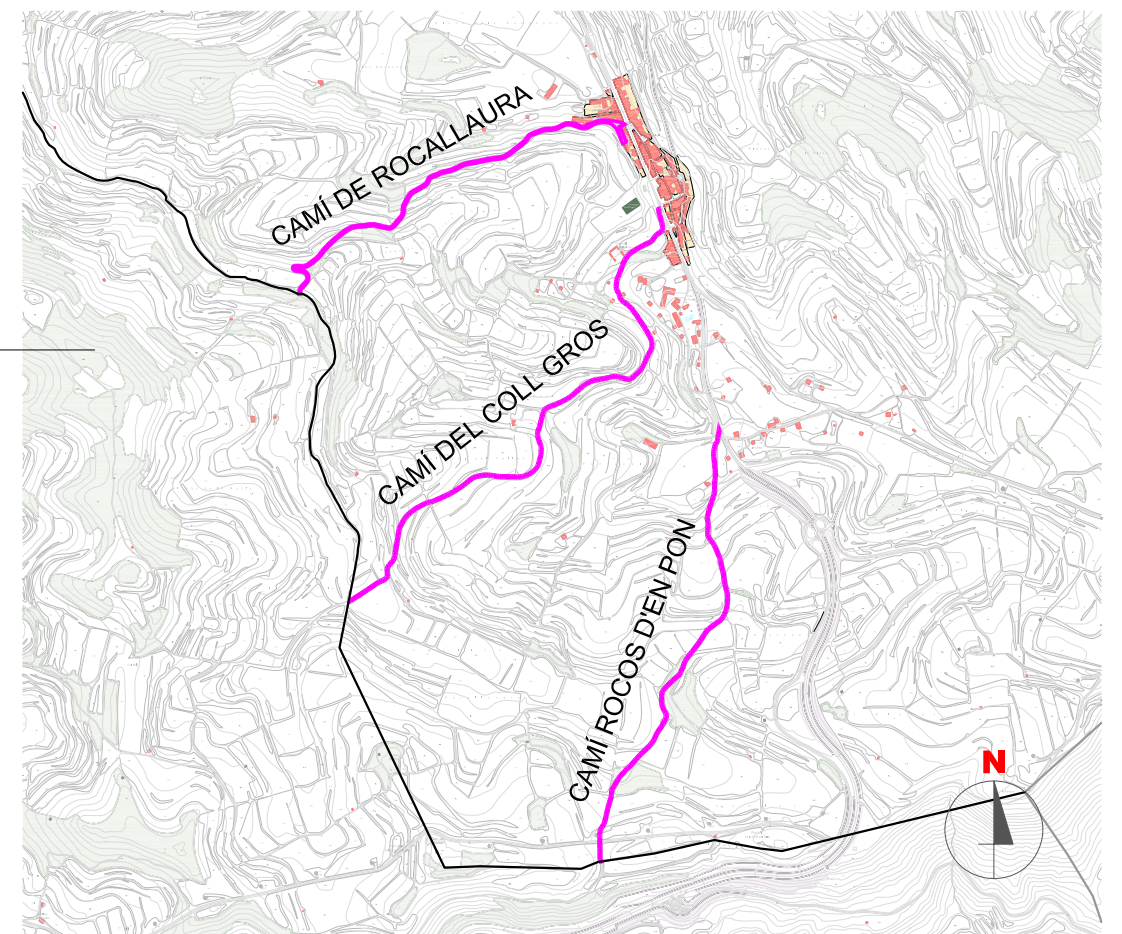 CAMÍ DE ROCALLAURA
CAMÍ DEL COLL GROS
CAMÍ ROCOS D'EN PON
N